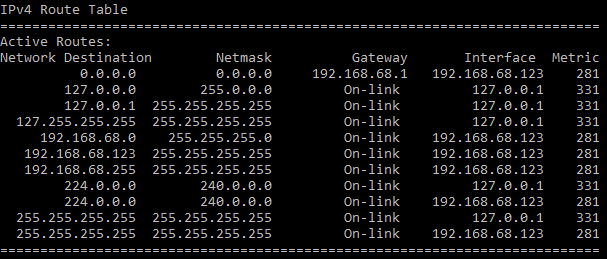 IPv4 Route Table
===========================================================================
Active Routes:
Network Destination        Netmask          Gateway       Interface  Metric
          0.0.0.0          0.0.0.0     192.168.68.1   192.168.68.123    281
        127.0.0.0        255.0.0.0         On-link         127.0.0.1    331
        127.0.0.1  255.255.255.255         On-link         127.0.0.1    331
  127.255.255.255  255.255.255.255         On-link         127.0.0.1    331
     192.168.68.0    255.255.255.0         On-link    192.168.68.123    281
   192.168.68.123  255.255.255.255         On-link    192.168.68.123    281
   192.168.68.255  255.255.255.255         On-link    192.168.68.123    281
        224.0.0.0        240.0.0.0         On-link         127.0.0.1    331
        224.0.0.0        240.0.0.0         On-link    192.168.68.123    281
  255.255.255.255  255.255.255.255         On-link         127.0.0.1    331
  255.255.255.255  255.255.255.255         On-link    192.168.68.123    281
===========================================================================